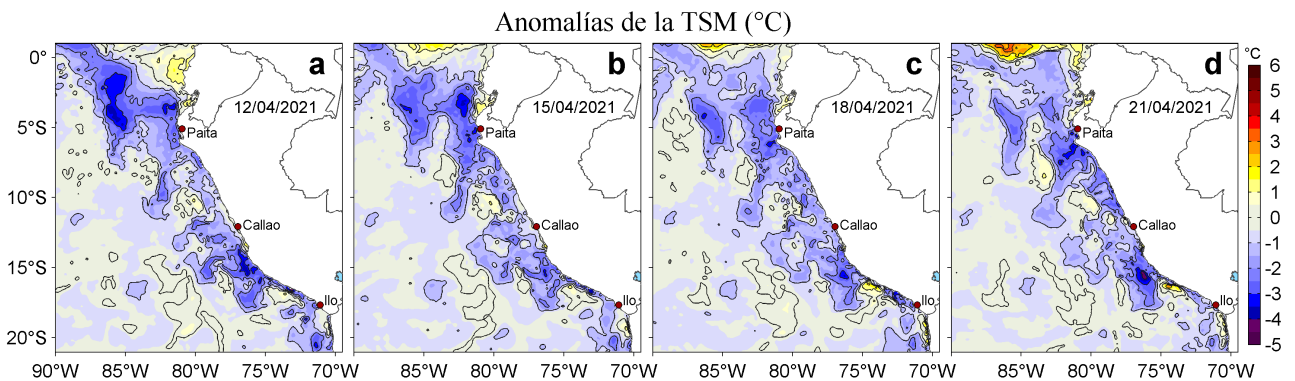 Anomalías de la TSM (°C)
a
b
c
d
12/04/2021
15/04/2021
18/04/2021
21/04/2021
Paita
Paita
Paita
Paita
Callao
Callao
Callao
Callao
Ilo
Ilo
Ilo
Ilo
0°
5°S
10°S
15°S
20°S
90°W 85°W 80°W 75°W 70°W
85°W 80°W 75°W 70°W
85°W 80°W 75°W 70°W
85°W 80°W 75°W 70°W
°C
6
5
4
3
2
1
0
-1
-2
-3
-4
-5